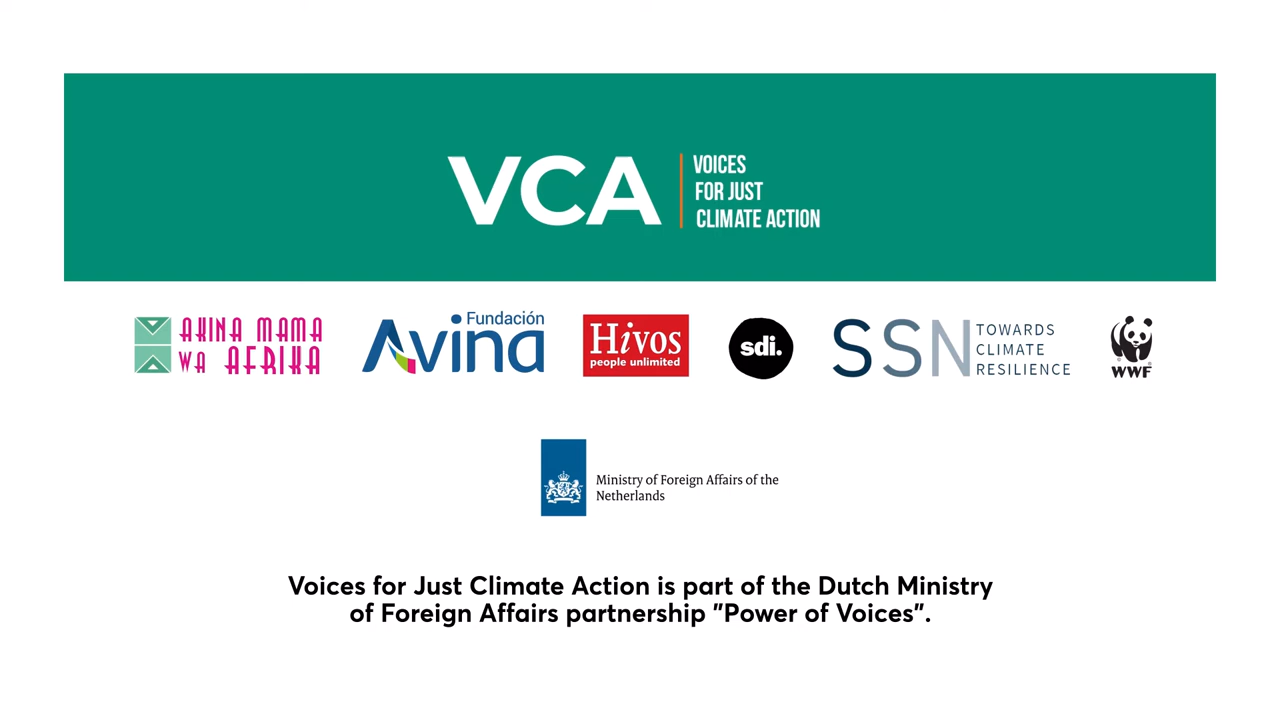 VCA
VOICES
FOR JUST
CLIMATE ACTION
AKINA MAMA
WA AFRIKA
Fundación
Avina
Hivos
people unlimited
sdi.
SSN
TOWARDS
CLIMATE
RESILIENCE
WWF
Ministry of Foreign Affairs of the
Netherlands
Voices for Just Climate Action is part of the Dutch Ministry
of Foreign Affairs partnership "Power of Voices".